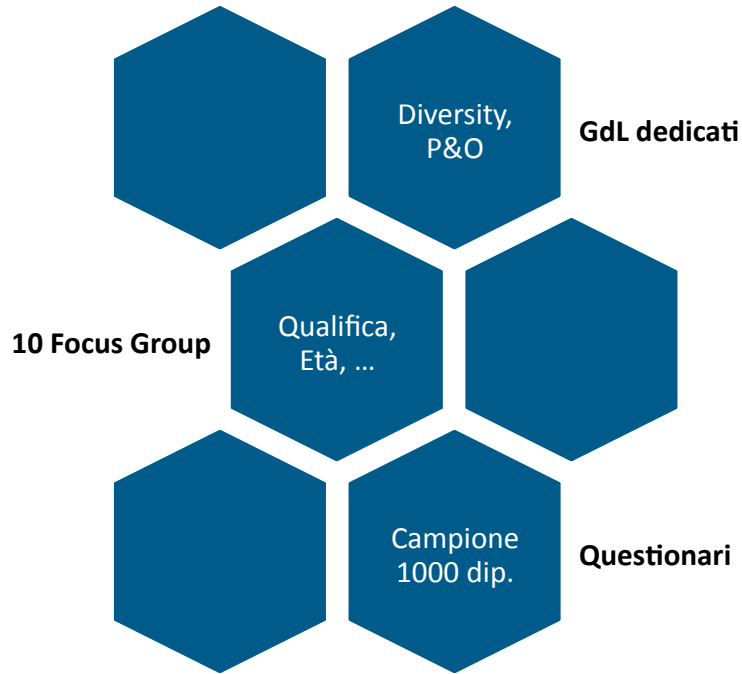 Diversity,
P&O
GdL dedicati
10 Focus Group
Qualifica,
Età, ...
Campione
1000 dip.
Questionari